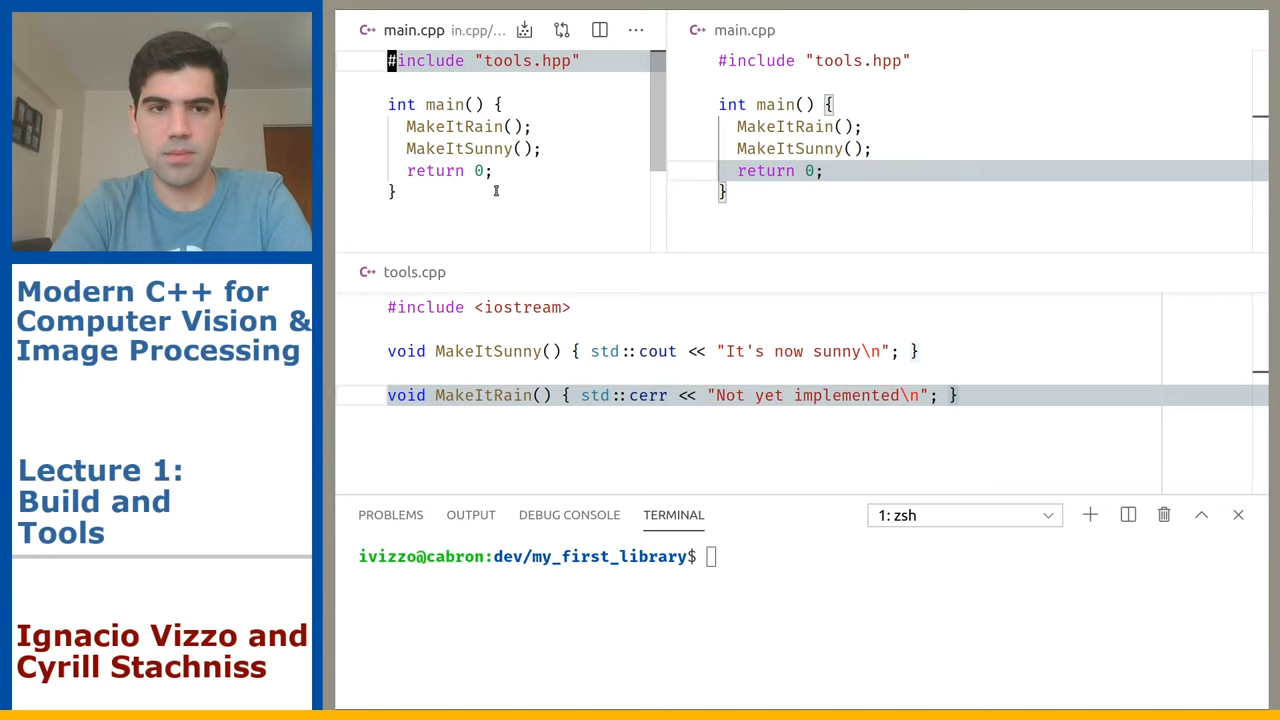 Modern C++ for
Computer Vision &
Image Processing
Lecture 1:
Build and
Tools
Ignacio Vizzo and
Cyrill Stachniss
C++ main.cpp in.cpp/... ···
#include "tools.hpp"
int main() {
MakeItRain();
MakeItSunny();
return 0;
}
C++ main.cpp
#include "tools.hpp"
int main() {
MakeItRain();
MakeItSunny();
return 0;
}
C++ tools.cpp
#include <iostream>
void MakeItSunny() { std::cout << "It's now sunny\n"; }
void MakeItRain() { std::cerr << "Not yet implemented\n"; }
PROBLEMS OUTPUT DEBUG CONSOLE TERMINAL 1: zsh
ivizzo@cabron:dev/my_first_library$